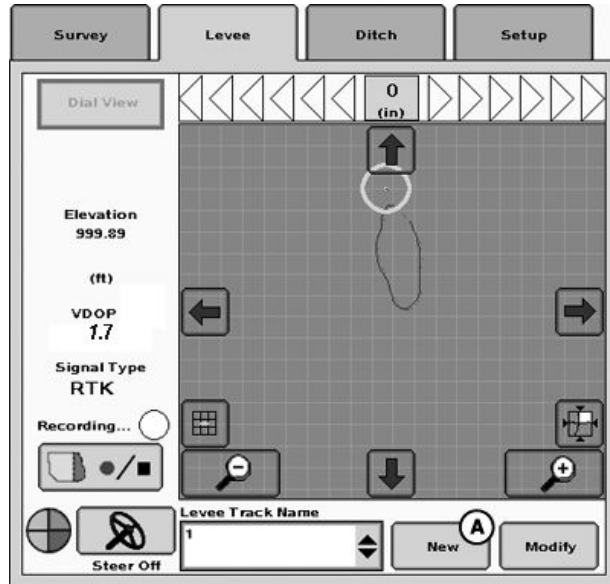 Survey
Levee
Ditch
Setup
Dial View
0
(in)
Elevation
999.89
(ft)
VDOP
1.7
Signal Type
RTK
Recording...
Levee Track Name
1
A
New
Modify
Steer Off